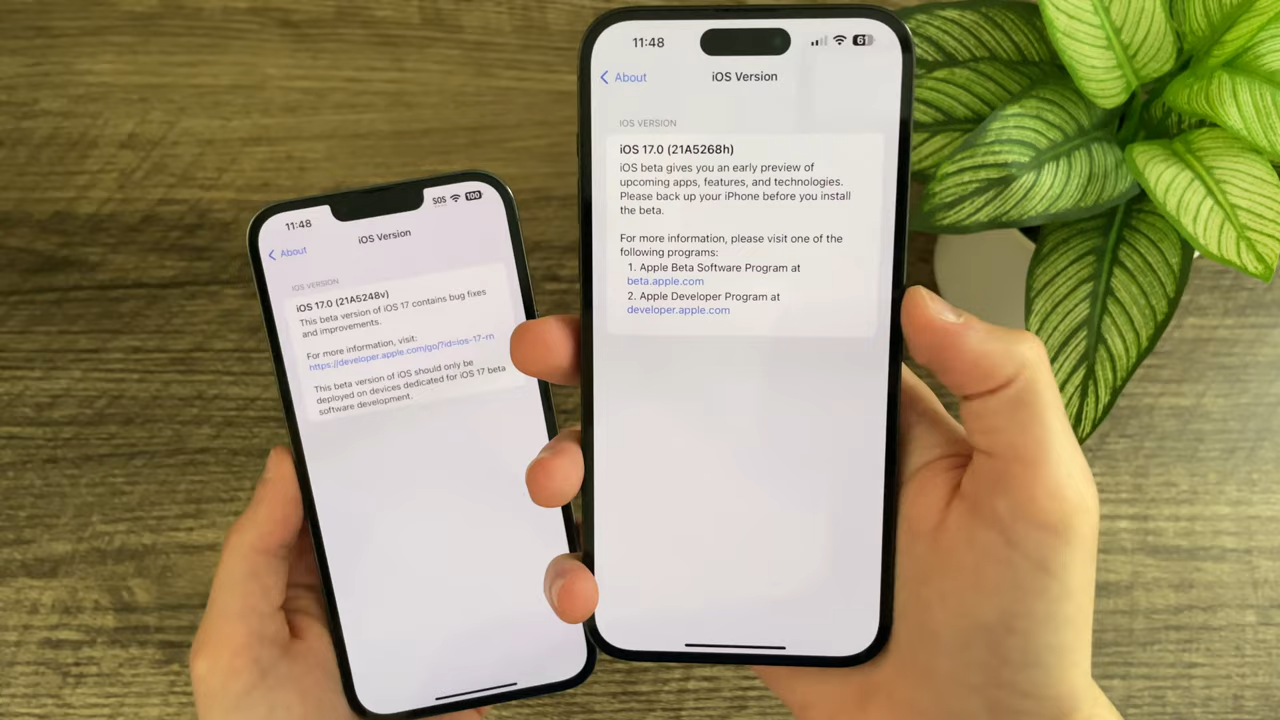 11:48
SOS 100
About
iOS Version
IOS VERSION
iOS 17.0 (21A5248v)
This beta version of iOS 17 contains bug fixes
and improvements.
For more information, visit:
https://developer.apple.com/go/?id=ios-17-rn
This beta version of iOS should only be
deployed on devices dedicated for iOS 17 beta
software development.
11:48
61
About
iOS Version
IOS VERSION
iOS 17.0 (21A5268h)
iOS beta gives you an early preview of
upcoming apps, features, and technologies.
Please back up your iPhone before you install
the beta.
For more information, please visit one of the
following programs:
1. Apple Beta Software Program at
beta.apple.com
2. Apple Developer Program at
developer.apple.com